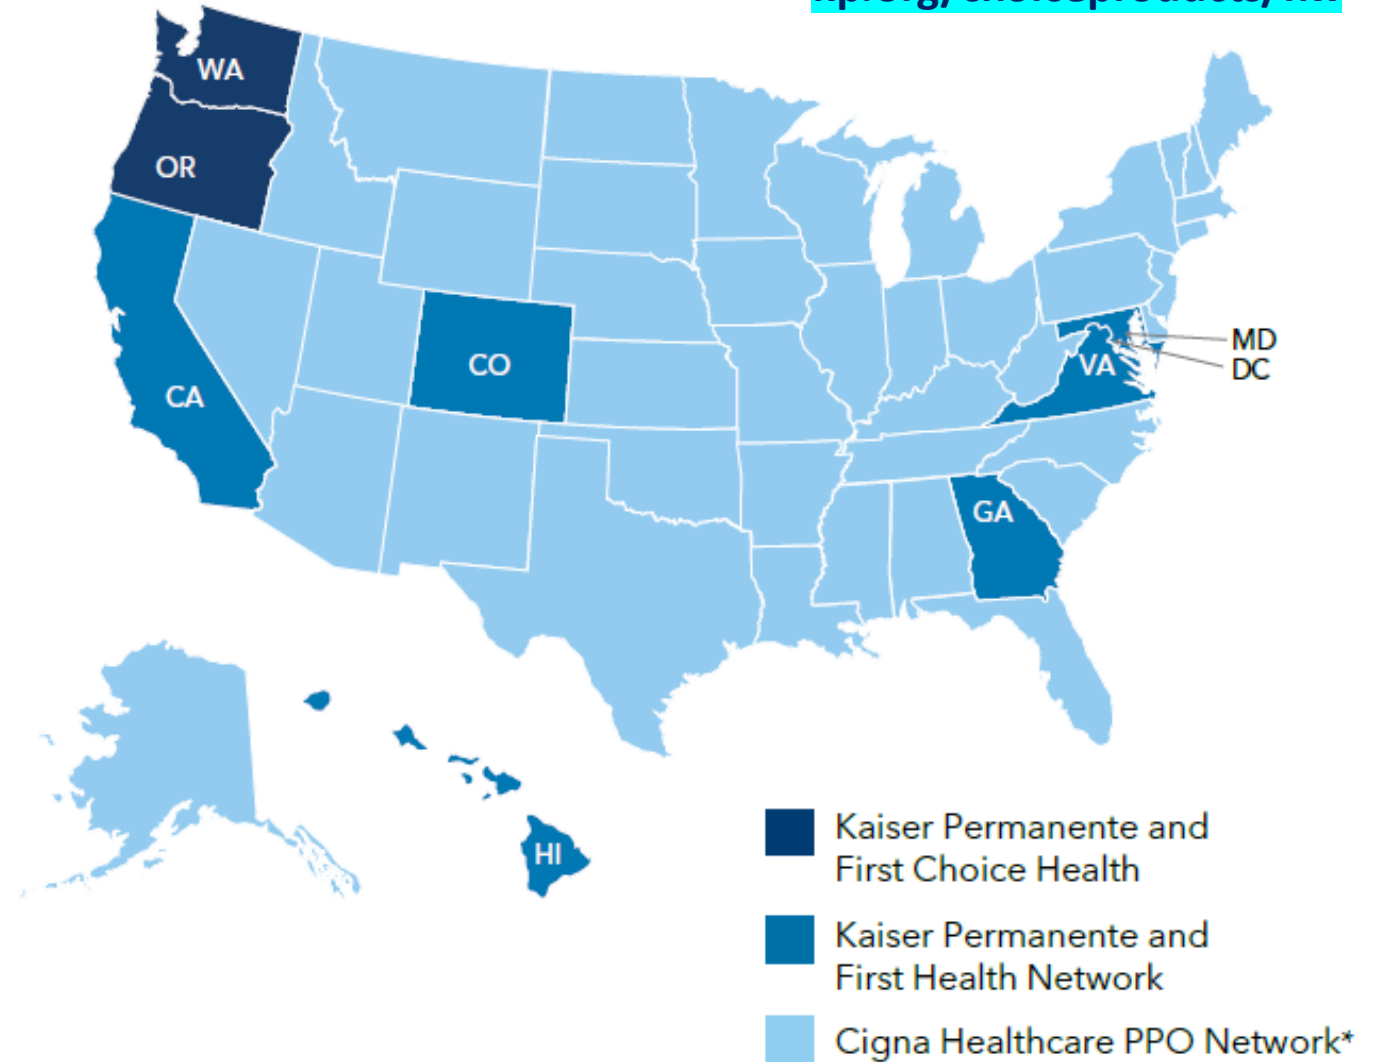 WA
OR
CA
CO
MD
VA
DC
GA
HI
Kaiser Permanente and
First Choice Health
Kaiser Permanente and
First Health Network
Cigna Healthcare PPO Network*